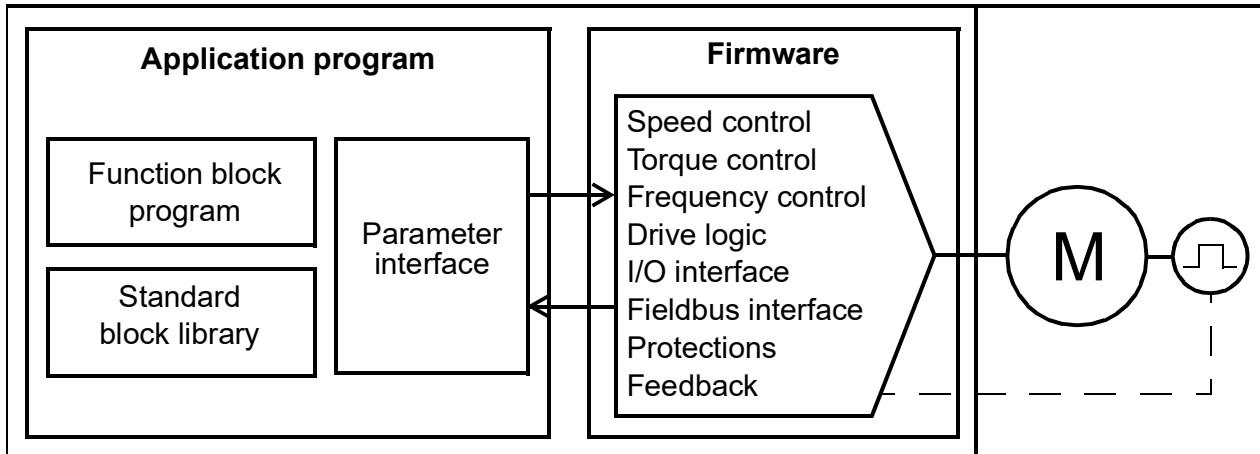 Application program
Function block
program
Standard
block library
Parameter
interface
Firmware
Speed control
Torque control
Frequency control
Drive logic
I/O interface
Fieldbus interface
Protections
Feedback
M